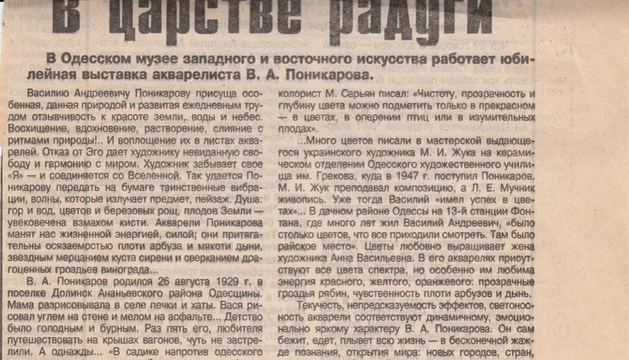 в царстве радуги
В Одесском музее западного и восточного искусства работает юби-
лейная выставка акварелиста В. А. Поникарова.
Василию Андреевичу Поникарову присуща осо-
бенная, данная природой и развитая ежедневным тру-
дом отзывчивость к красоте земли, воды и небес.
Восхищение, вдохновение, растворение, слияние с
ритмами природы!.. И воплощение их в листах аква-
релей. Отказ от Эго дает художнику невиданную сво-
боду и гармонию с миром. Художник забывает свое
«Я» — и соединяется со Вселенной. Так удается По-
никарову передать на бумаге таинственные вибра-
ции, волны, которые излучает предмет, пейзаж. Душа:
гор и вод, цветов и березовых рощ, плодов Земли —
увековечена взмахом кисти. Акварели Поникарова
манят нас жизненной энергией, силой; они притяга-
тельны осязаемостью плоти арбуза и мякоти дыни,
звездным мерцанием куста сирени и сверканием дра-
гоценных гроздьев винограда...
В. А. Поникаров родился 26 августа 1929 г. в
поселке Долинск Ананьевского района Одесщины.
Мама разрисовывала в селе печки и хаты. Вася ри-
совал углем на стене и мелом на асфальте... Детство
было голодным и бурным. Раз пять его, любителя
путешествовать на крышах вагонов, чуть не застре-
лили. А однажды... «В садике напротив одесского
колорист М. Сарьян писал: «Чистоту, прозрачность и
глубину цвета можно подметить только в прекрасном
— в цветах, в оперении птиц или в изумительных
плодах».
...Много цветов писали в мастерской выдающе-
гося украинского художника М. И. Жука на керами-
ческом отделении Одесского художественного учили-
ща им. Грекова, куда в 1947 г. поступил Поникаров,
М. И. Жук преподавал композицию, а Л. Е. Мучник
живопись. Уже тогда Василий «имел успех в цве-
тах»... В дачном районе Одессы на 13-й станции Фон-
тана, где много лет жил Василий Андреевич, «было
столько цветов, что все приходили смотреть. Там было
райское место». Цветы любовно выращивает жена
художника Анна Васильевна. В его акварелях присут-
ствуют все цвета спектра, но особенно им любима
энергия красного, желтого, оранжевого: прозрачные
гроздья рябин, чувственность плоти арбузов и дынь.
Текучесть, непредсказуемость эффектов, светонос-
ность акварели соответствуют динамичному, эмоцио-
нально яркому характеру В. А. Поникарова. Он сам
бежит, едет, плывет всю жизнь — в бесконечной жаж-
де познания, открытия мира: новых городов, стран,